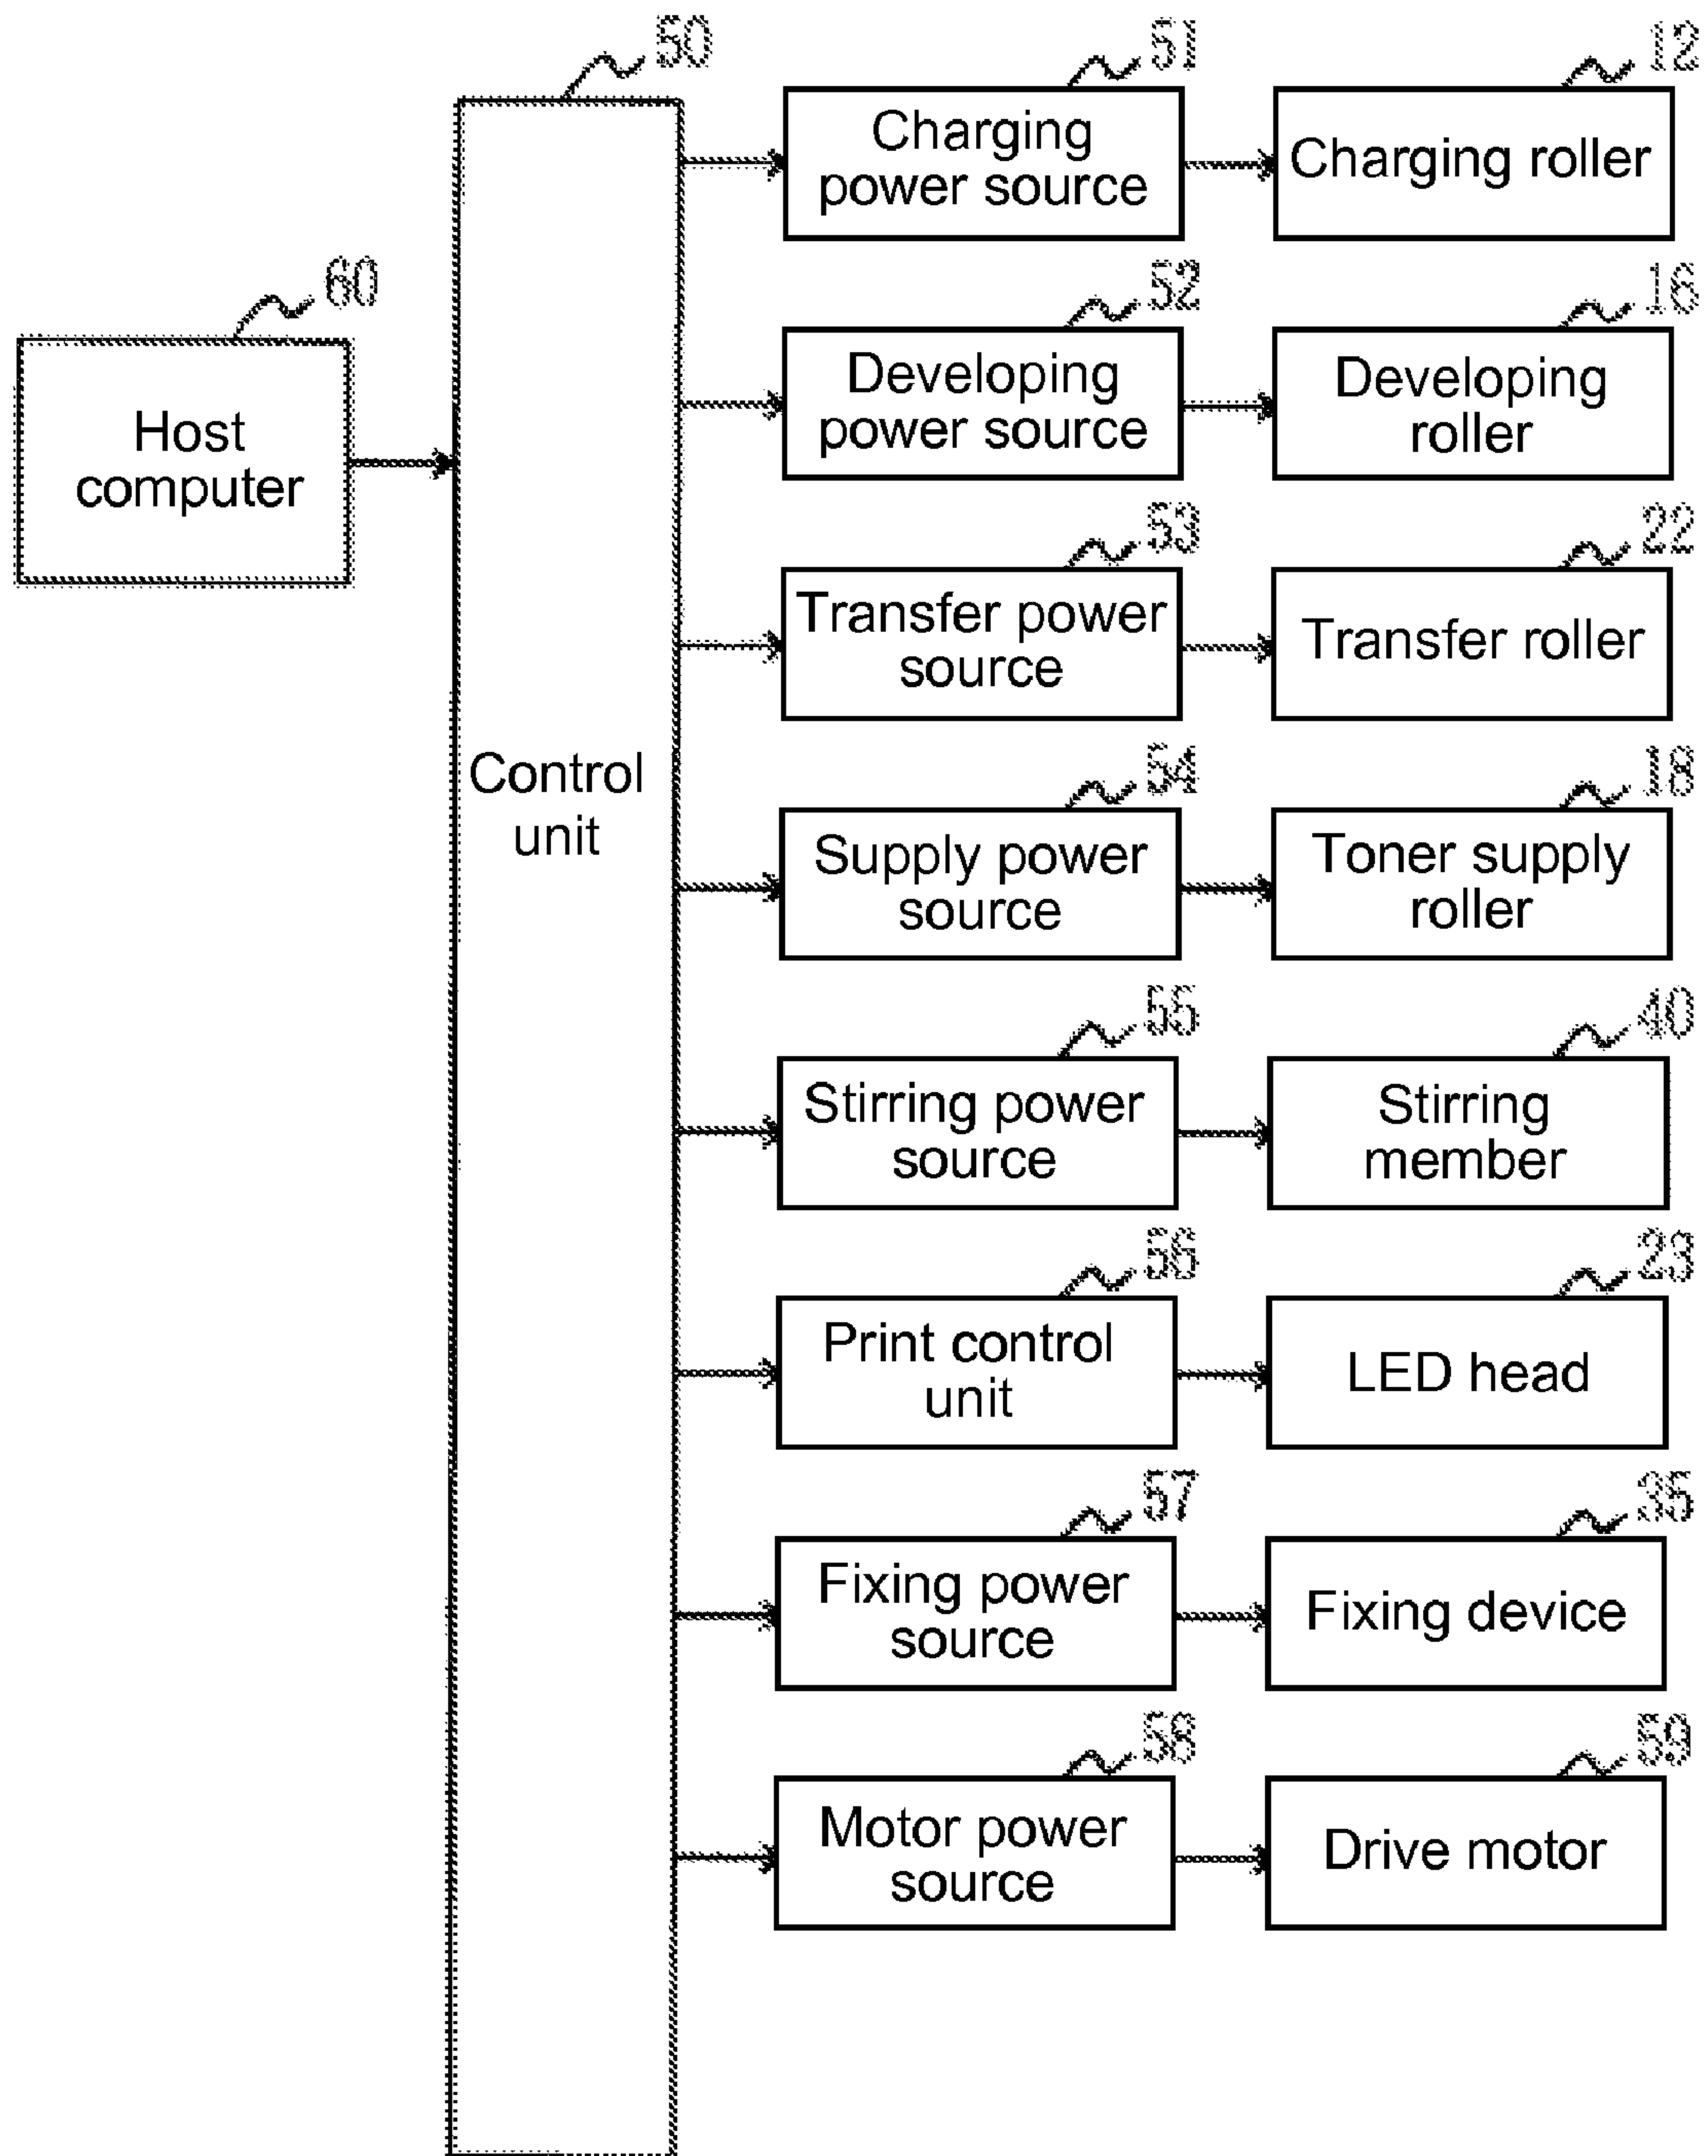 50
51
12
Charging
power source
Charging roller
60
52
16
Host
computer
Developing
power source
Developing
roller
53
22
Transfer power
source
Transfer roller
Control
unit
54
18
Supply power
source
Toner supply
roller
55
40
Stirring power
source
Stirring
member
56
23
Print control
unit
LED head
57
35
Fixing power
source
Fixing device
58
59
Motor power
source
Drive motor